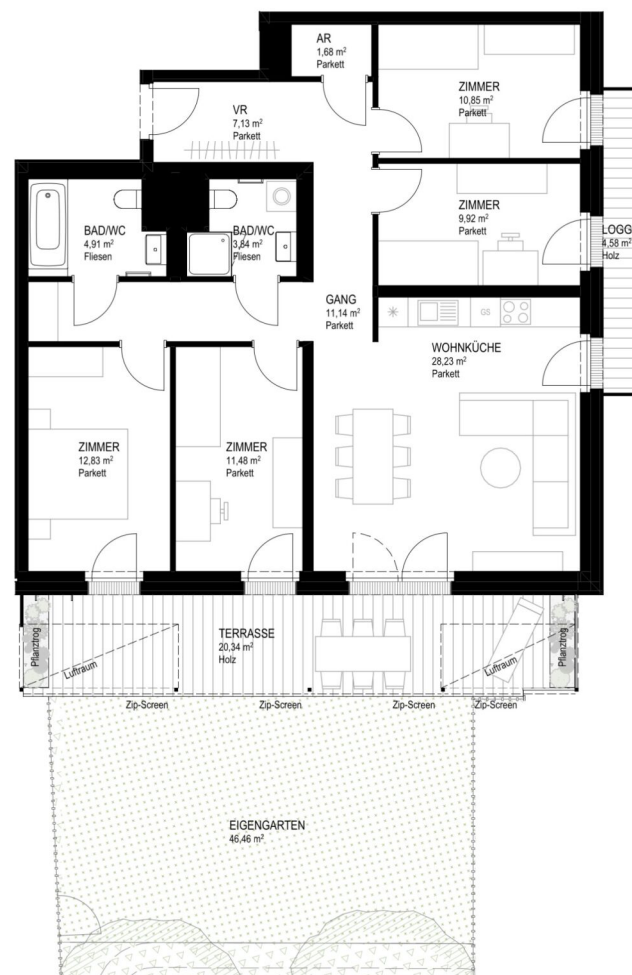 AR
1,68 m²
Parkett
ZIMMER
10,85 m²
Parkett
VR
7,13 m²
Parkett
ZIMMER
9,92 m²
Parkett
BAD/WC
4,91 m²
Fliesen
BAD/WC
3,84 m²
Fliesen
LOGG
4,58 m²
Holz
GANG
11,14 m²
Parkett
GS
WOHNKÜCHE
28,23 m²
Parkett
ZIMMER
12,83 m²
Parkett
ZIMMER
11,48 m²
Parkett
TERRASSE
20,34 m²
Holz
Pflanztrog
Luftraum
Luftraum
Pflanztrog
Zip-Screen
Zip-Screen
Zip-Screen
Zip-Screen
EIGENGARTEN
46,46 m²